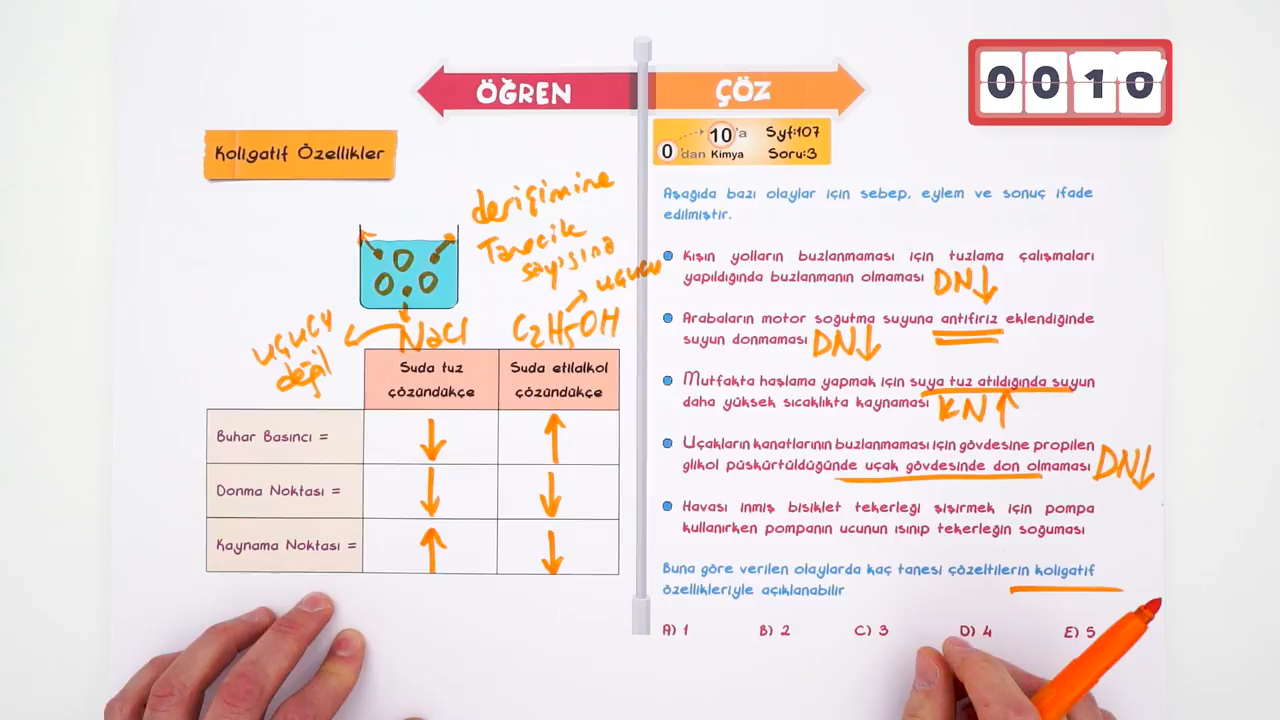 ÖĞREN
ÇÖZ
0010
Koligatif Özellikler
derişimine
Tanecik
sayısına
uçucu
uçucu
değil
NaCl
C2H5OH
Suda tuz
çözündükçe
Suda etilalkol
çözündükçe
Buhar Basıncı = ↓ ↑
Donma Noktası = ↓ ↓
Kaynama Noktası = ↑ ↓
0'dan 10'a
Kimya
Syf:107
Soru:3
Aşağıda bazı olaylar için sebep, eylem ve sonuç ifade
edilmiştir.
Kışın yolların buzlanmaması için tuzlama çalışmaları
yapıldığında buzlanmanın olmaması DN↓
Arabaların motor soğutma suyuna antifiriz eklendiğinde
suyun donmaması DN↓
Mutfakta haşlama yapmak için suya tuz atıldığında suyun
daha yüksek sıcaklıkta kaynaması KN↑
Uçakların kanatlarının buzlanmaması için gövdesine propilen
glikol püskürtüldüğünde uçak gövdesinde don olmaması DN↓
Havası inmiş bisiklet tekerleği şişirmek için pompa
kullanırken pompanın ucunun ısınıp tekerleğin soğuması
Buna göre verilen olaylarda kaç tanesi çözeltilerin koligatif
özellikleriyle açıklanabilir
A) 1 B) 2 C) 3 D) 4 E) 5